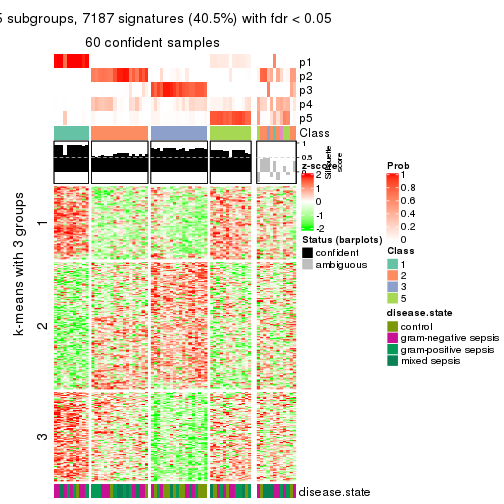 5 subgroups, 7187 signatures (40.5%) with fdr < 0.05
60 confident samples
p1
p2
p3
p4
p5
Class
1
0.5
0
Silhouette
score
z-score
2
1
0
-1
-2
Status (barplots)
confident
ambiguous
Prob
1
0.8
0.6
0.4
0.2
0
Class
1
2
3
5
disease.state
control
gram-negative sepsis
gram-positive sepsis
mixed sepsis
k-means with 3 groups
1
2
3
disease.state